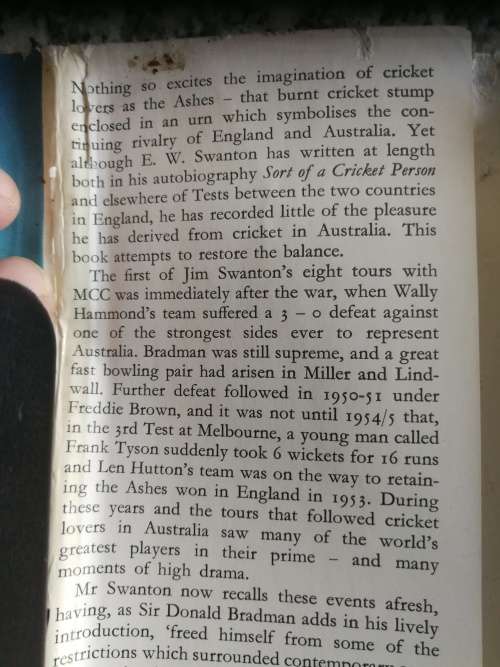 Nothing so excites the imagination of cricket
lovers as the Ashes – that burnt cricket stump
enclosed in an urn which symbolises the con-
tinuing rivalry of England and Australia. Yet
although E. W. Swanton has written at length
both in his autobiography Sort of a Cricket Person
and elsewhere of Tests between the two countries
in England, he has recorded little of the pleasure
he has derived from cricket in Australia. This
book attempts to restore the balance.
The first of Jim Swanton's eight tours with
MCC was immediately after the war, when Wally
Hammond's team suffered a 3 – 0 defeat against
one of the strongest sides ever to represent
Australia. Bradman was still supreme, and a great
fast bowling pair had arisen in Miller and Lind-
wall. Further defeat followed in 1950-51 under
Freddie Brown, and it was not until 1954/5 that,
in the 3rd Test at Melbourne, a young man called
Frank Tyson suddenly took 6 wickets for 16 runs
and Len Hutton's team was on the way to retain-
ing the Ashes won in England in 1953. During
these years and the tours that followed cricket
lovers in Australia saw many of the world's
greatest players in their prime – and many
moments of high drama.
Mr Swanton now recalls these events afresh,
having, as Sir Donald Bradman adds in his lively
introduction, 'freed himself from some of the
restrictions which surrounded